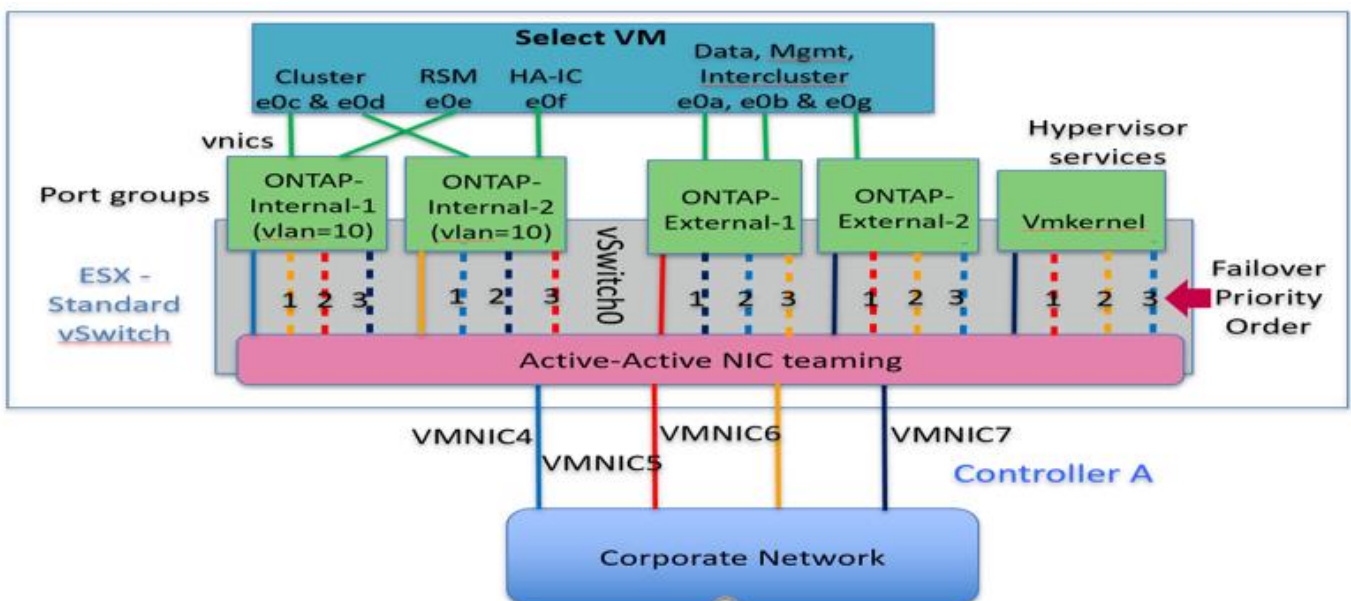 Select VM
Cluster
e0c & e0d
RSM
e0e
HA-IC
e0f
Data, Mgmt,
Intercluster
e0a, e0b & e0g
vnics
Hypervisor
services
Port groups
ONTAP-
Internal-1
(vlan=10)
ONTAP-
Internal-2
(vlan=10)
ONTAP-
External-1
ONTAP-
External-2
Vmkernel
ESX -
Standard
vSwitch
1 2 3
1 2 3
vSwitch0
1 2 3
1 2 3
1 2 3
Failover
Priority
Order
Active-Active NIC teaming
VMNIC4
VMNIC5
VMNIC6
VMNIC7
Controller A
Corporate Network